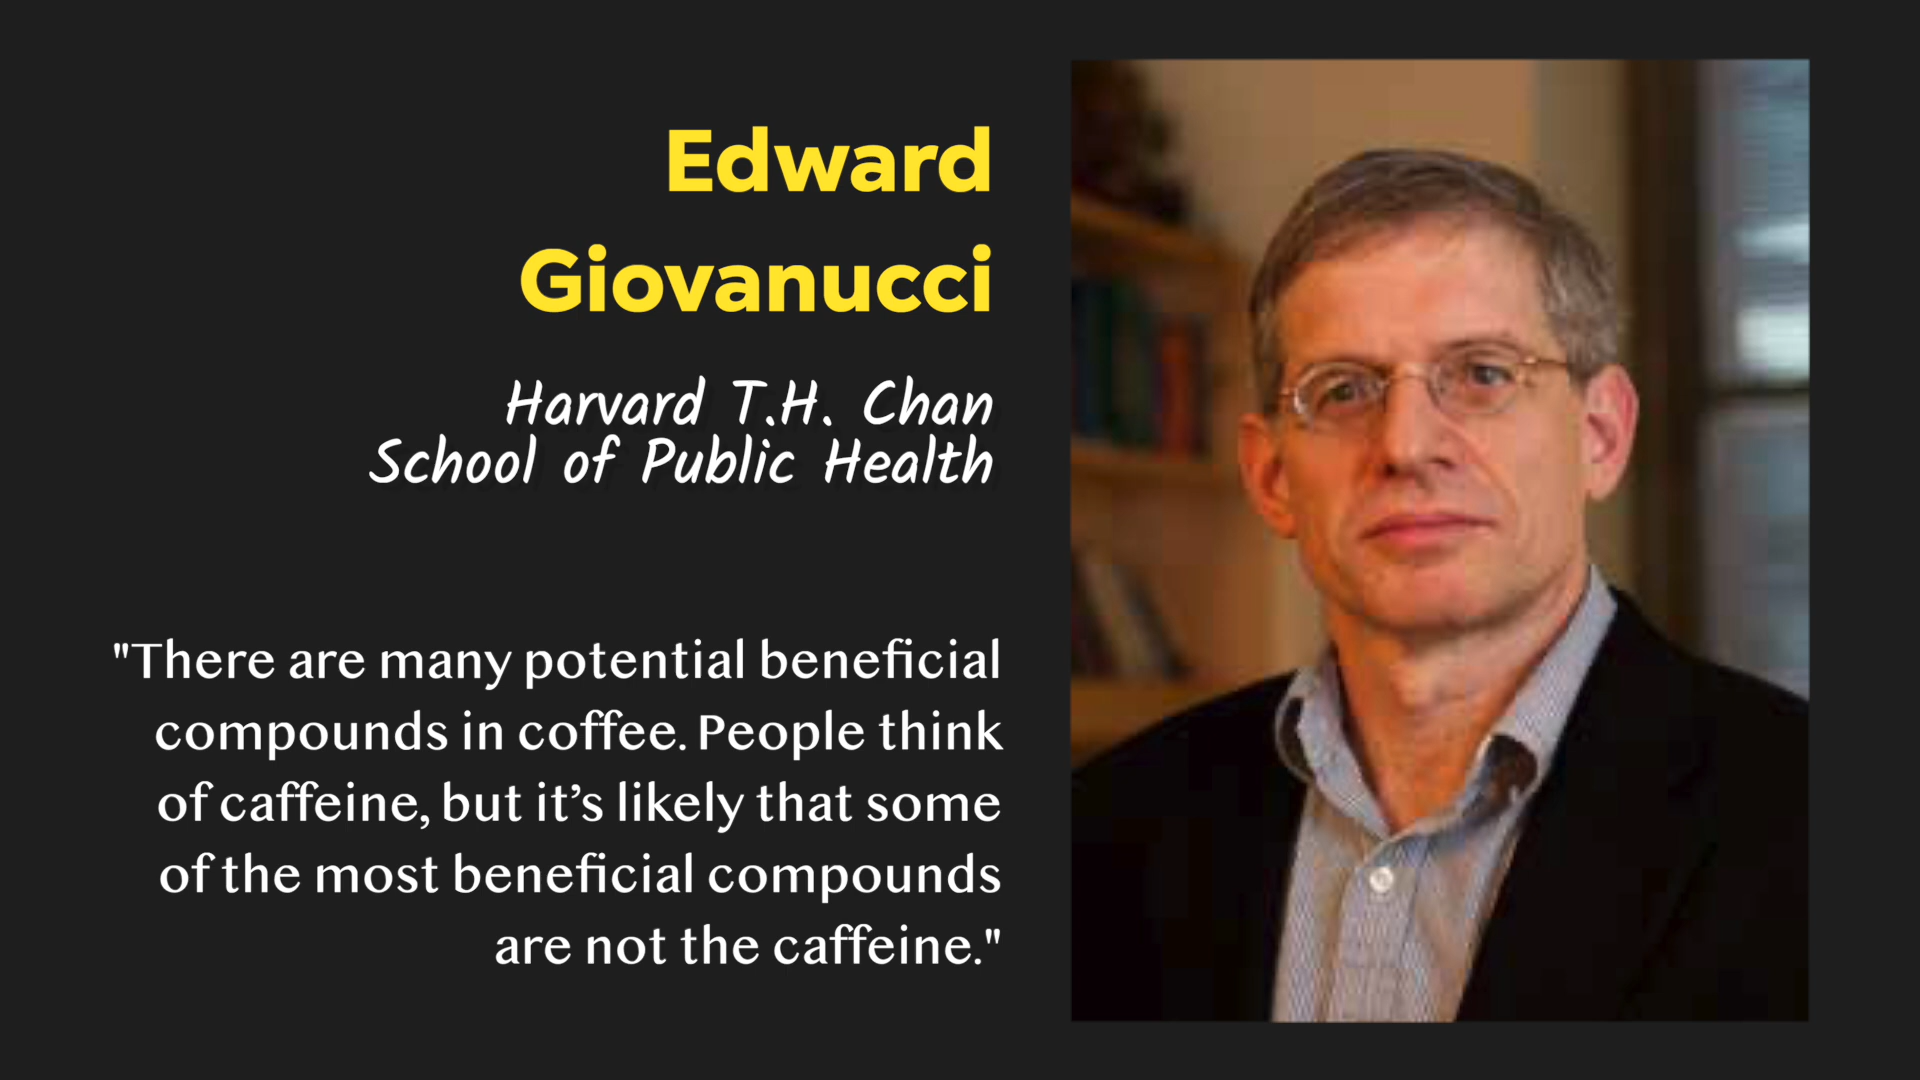 Edward
Giovanucci
Harvard T.H. Chan
School of Public Health
"There are many potential beneficial
compounds in coffee. People think
of caffeine, but it’s likely that some
of the most beneficial compounds
are not the caffeine."